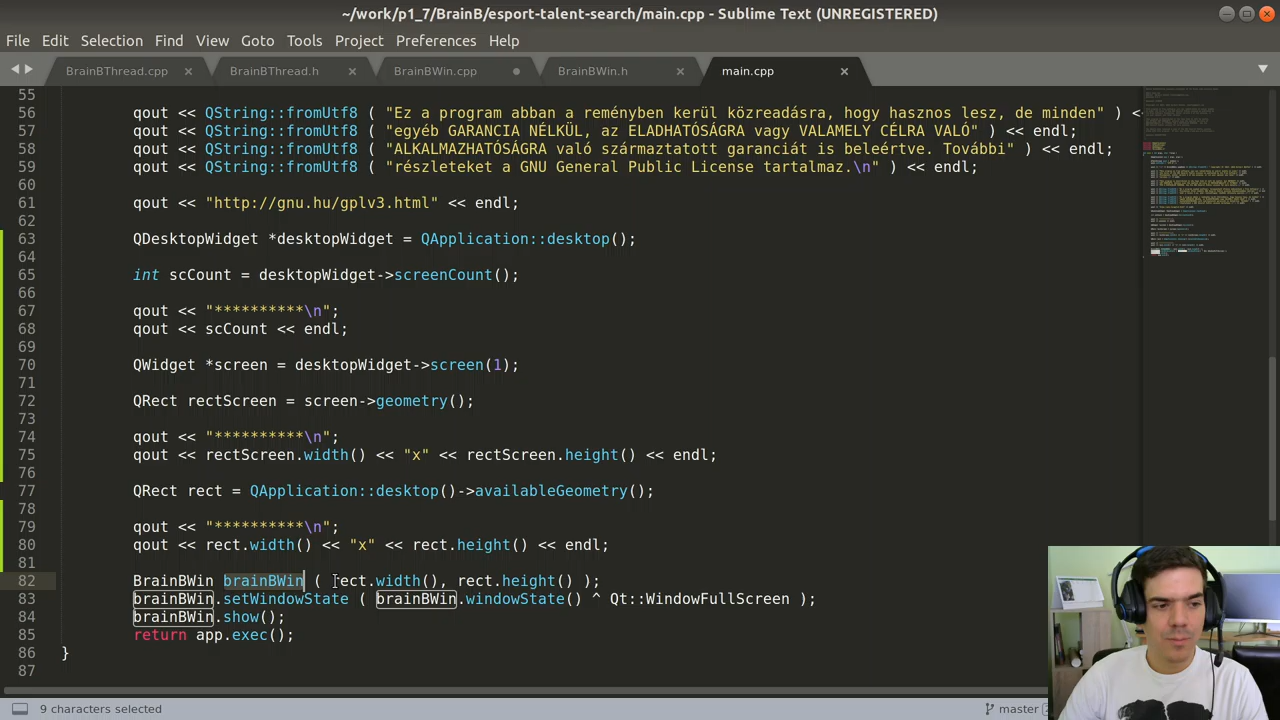 ~/work/p1_7/BrainB/esport-talent-search/main.cpp - Sublime Text (UNREGISTERED)
File Edit Selection Find View Goto Tools Project Preferences Help
BrainBThread.cpp BrainBThread.h BrainBWin.cpp BrainBWin.h main.cpp
55
56 qout << QString::fromUtf8 ( "Ez a program abban a reményben kerül közreadásra, hogy hasznos lesz, de minden" ) <
57 qout << QString::fromUtf8 ( "egyéb GARANCIA NÉLKÜL, az ELADHATÓSÁGRA vagy VALAMELY CÉLRA VALÓ" ) << endl;
58 qout << QString::fromUtf8 ( "ALKALMAZHATÓSÁGRA való származtatott garanciát is beleértve. További" ) << endl;
59 qout << QString::fromUtf8 ( "részleteket a GNU General Public License tartalmaz.\n" ) << endl;
60
61 qout << "http://gnu.hu/gplv3.html" << endl;
62
63 QDesktopWidget *desktopWidget = QApplication::desktop();
64
65 int scCount = desktopWidget->screenCount();
66
67 qout << "**********\n";
68 qout << scCount << endl;
69
70 QWidget *screen = desktopWidget->screen(1);
71
72 QRect rectScreen = screen->geometry();
73
74 qout << "**********\n";
75 qout << rectScreen.width() << "x" << rectScreen.height() << endl;
76
77 QRect rect = QApplication::desktop()->availableGeometry();
78
79 qout << "**********\n";
80 qout << rect.width() << "x" << rect.height() << endl;
81
82 BrainBWin brainBWin ( rect.width(), rect.height() );
83 brainBWin.setWindowState ( brainBWin.windowState() ^ Qt::WindowFullScreen );
84 brainBWin.show();
85 return app.exec();
86 }
87
9 characters selected master